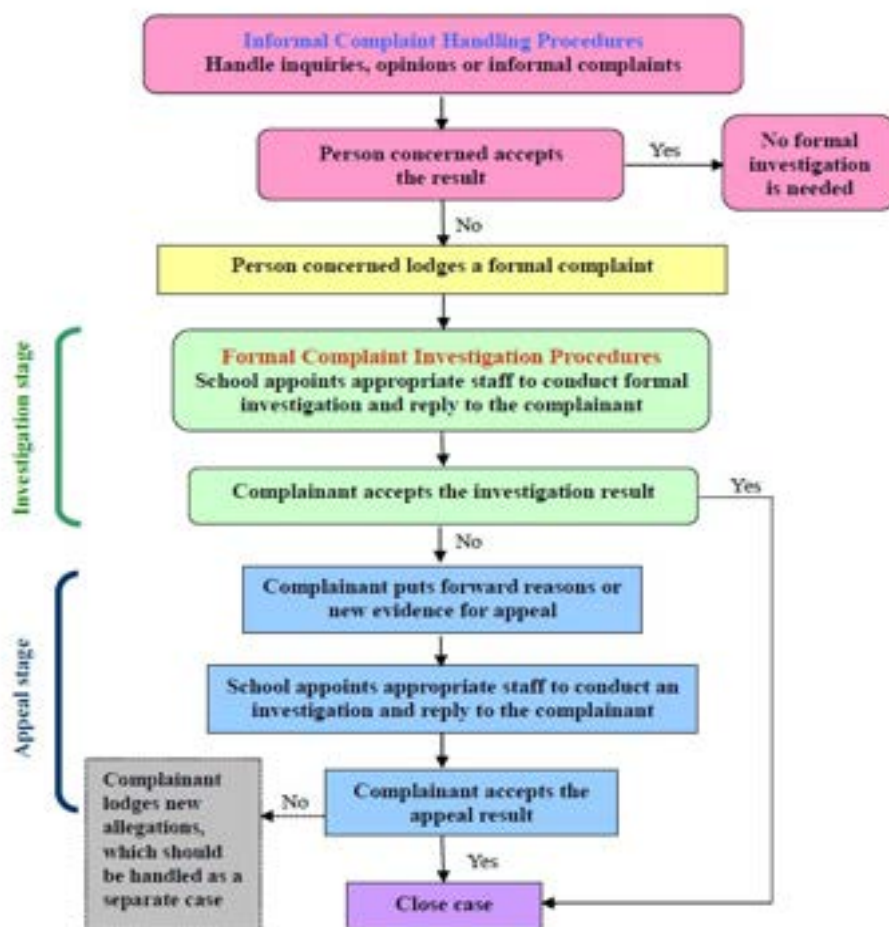 Informal Complaint Handling Procedures
Handle inquiries, opinions or informal complaints
Person concerned accepts
the result
Yes
No formal
investigation
is needed
No
Person concerned lodges a formal complaint
Investigation stage
Formal Complaint Investigation Procedures
School appoints appropriate staff to conduct formal
investigation and reply to the complainant
Complainant accepts the investigation result
Yes
No
Appeal stage
Complainant puts forward reasons or
new evidence for appeal
School appoints appropriate staff to conduct an
investigation and reply to the complainant
Complainant accepts the
appeal result
No
Complainant
lodges new
allegations,
which should
be handled as a
separate case
Yes
Close case